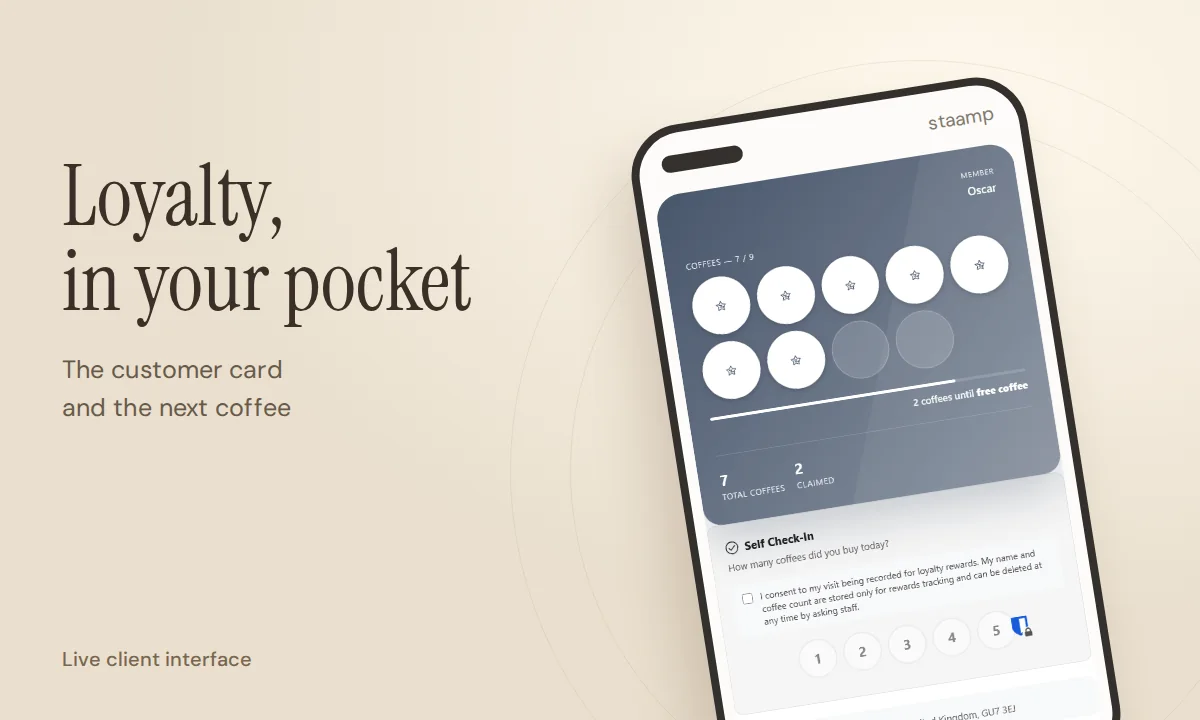 Loyalty,
in your pocket
The customer card
and the next coffee
Live client interface
staamp
MEMBER
Oscar
COFFEES — 7 / 9
2 coffees until free coffee
7
TOTAL COFFEES
2
CLAIMED
Self Check-In
How many coffees did you buy today?
I consent to my visit being recorded for loyalty rewards. My name and
coffee count are stored only for rewards tracking and can be deleted at
any time by asking staff.
1 2 3 4 5
Kingdom, GU7 3EJ